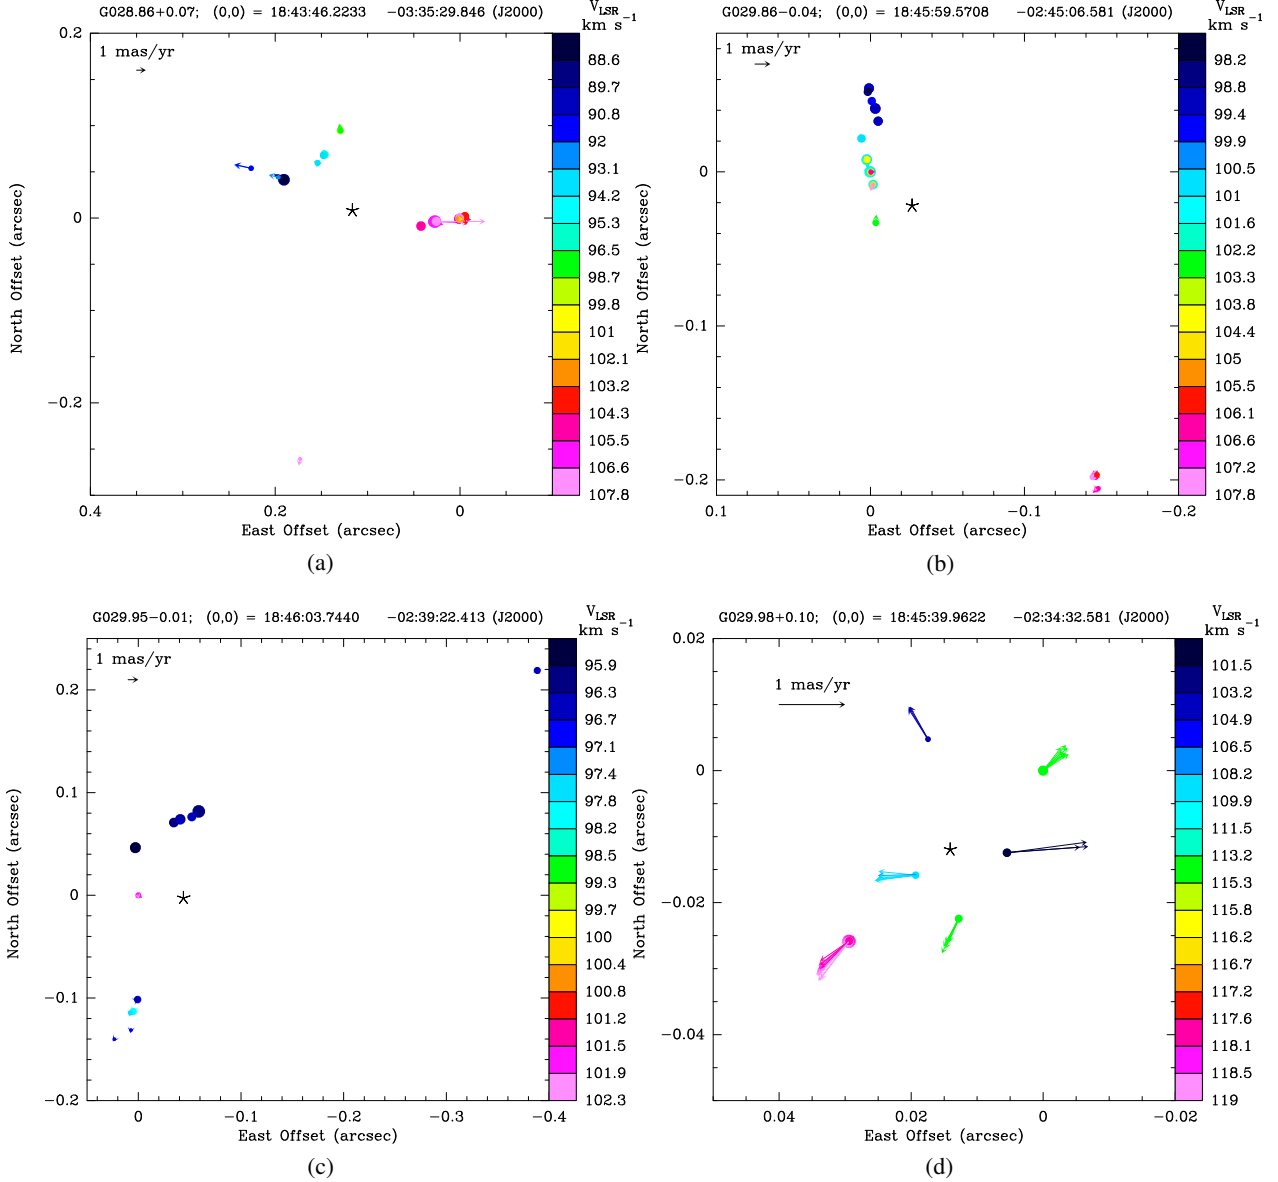 G028.86+0.07; (0,0) = 18:43:46.2233 −03:35:29.846 (J2000)
V_LSR
km s^−1
1 mas/yr
0.2
0
−0.2
North Offset (arcsec)
0.4 0.2 0
East Offset (arcsec)
88.6
89.7
90.8
92
93.1
94.2
95.3
96.5
98.7
99.8
101
102.1
103.2
104.3
105.5
106.6
107.8
(a)
G029.86−0.04; (0,0) = 18:45:59.5708 −02:45:06.581 (J2000)
V_LSR
km s^−1
1 mas/yr
0
−0.1
−0.2
North Offset (arcsec)
0.1 0 −0.1 −0.2
East Offset (arcsec)
98.2
98.8
99.4
99.9
100.5
101
101.6
102.2
103.3
103.8
104.4
105
105.5
106.1
106.6
107.2
107.8
(b)
G029.95−0.01; (0,0) = 18:46:03.7440 −02:39:22.413 (J2000)
V_LSR
km s^−1
1 mas/yr
0.2
0.1
0
−0.1
−0.2
North Offset (arcsec)
0 −0.1 −0.2 −0.3 −0.4
East Offset (arcsec)
95.9
96.3
96.7
97.1
97.4
97.8
98.2
98.5
99.3
99.7
100
100.4
100.8
101.2
101.5
101.9
102.3
(c)
G029.98+0.10; (0,0) = 18:45:39.9622 −02:34:32.581 (J2000)
V_LSR
km s^−1
1 mas/yr
0.02
0
−0.02
−0.04
North Offset (arcsec)
0.04 0.02 0 −0.02
East Offset (arcsec)
101.5
103.2
104.9
106.5
108.2
109.9
111.5
113.2
115.3
115.8
116.2
116.7
117.2
117.6
118.1
118.5
119
(d)